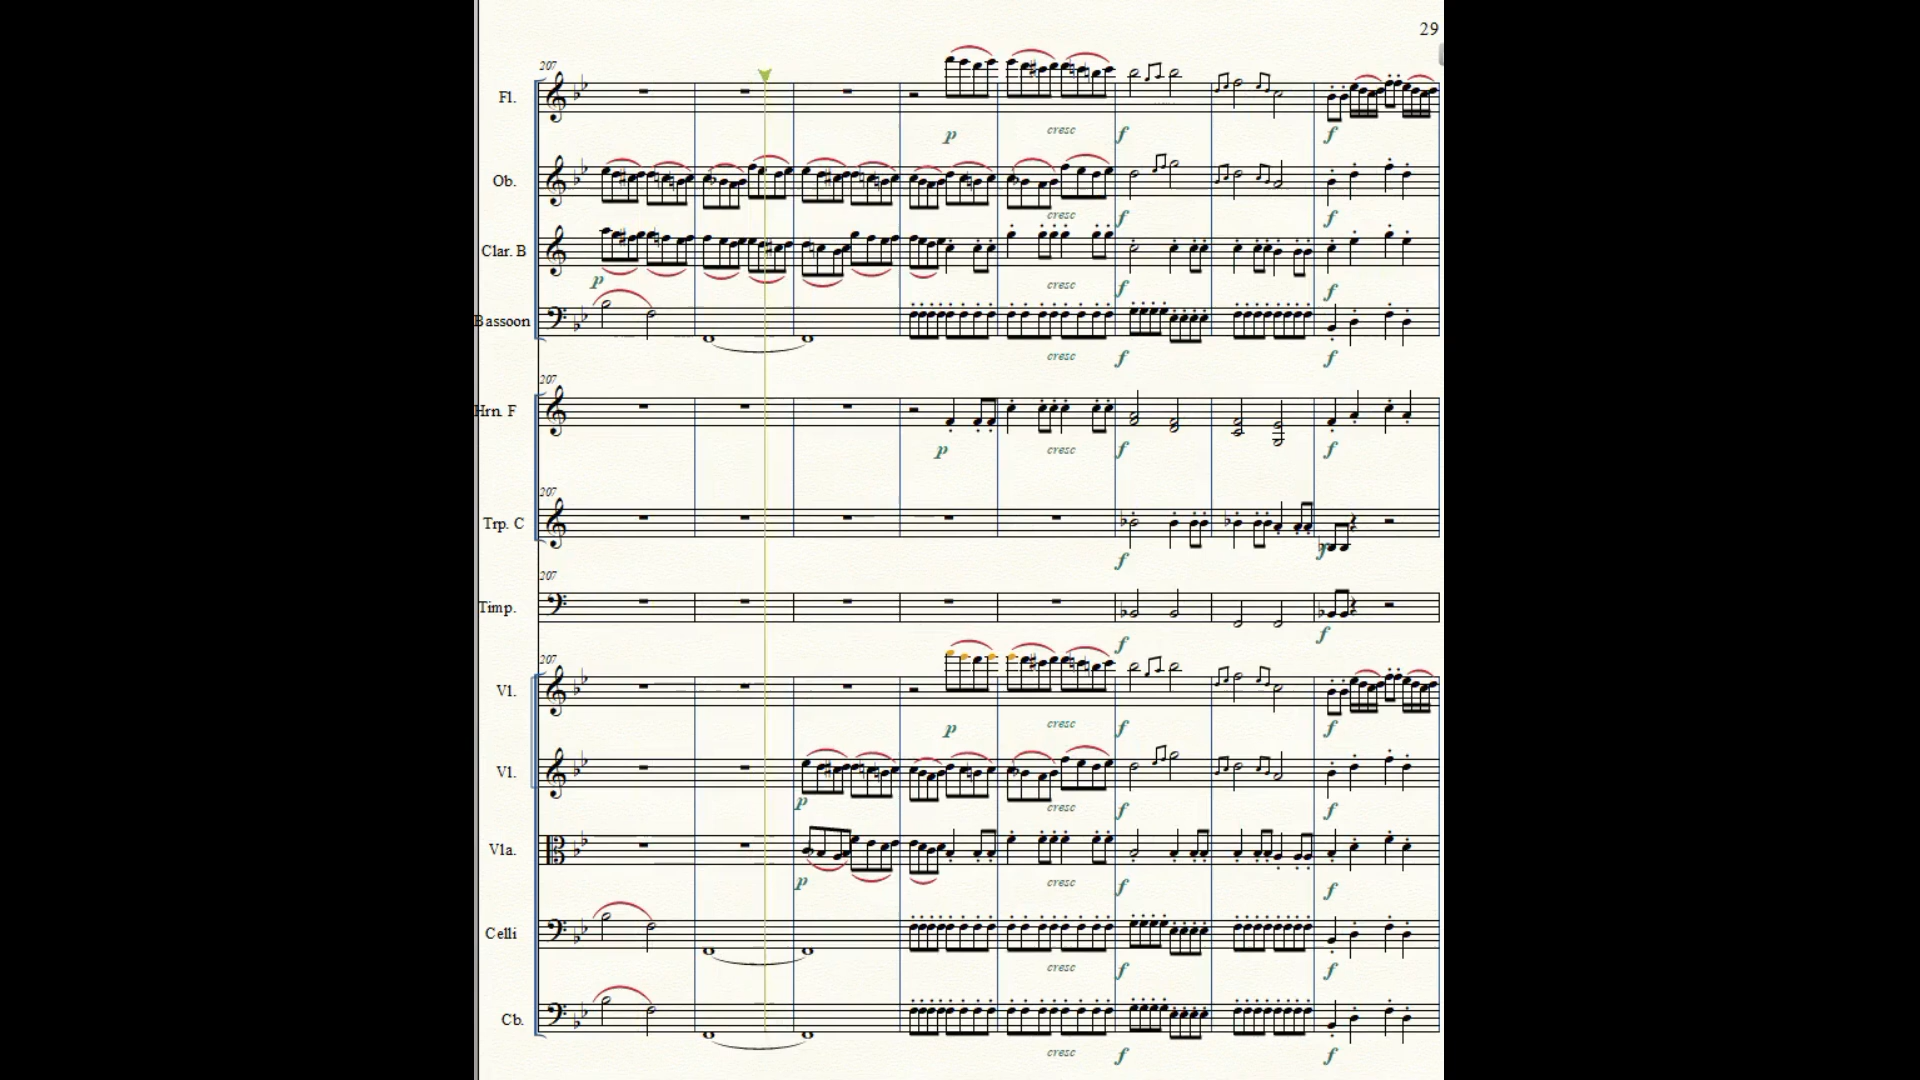 29
207
Fl.
p cresc f f
Ob.
cresc f f
Clar. B
p cresc f f
Bassoon
cresc f f
207
Hrn. F
p cresc f f
207
Trp. C
f f
207
Timp.
f f
207
Vl.
p cresc f f
Vl.
p cresc f f
Vla.
p cresc f f
Celli
cresc f f
Cb.
cresc f f